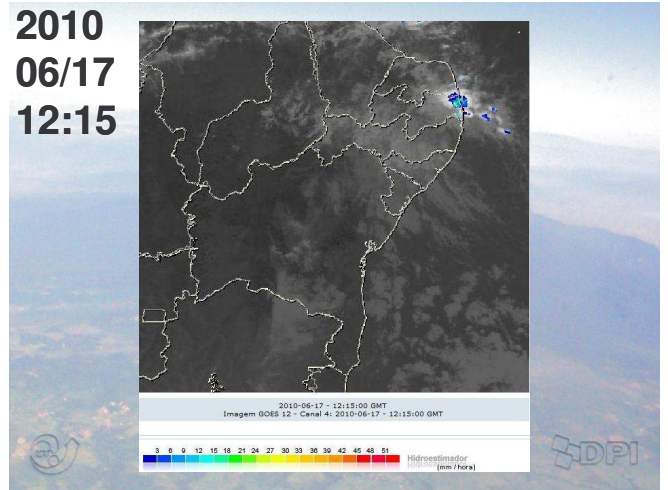 2010
06/17
12:15
2010-06-17 - 12:15:00 GMT
Imagem GOES 12 - Canal 4: 2010-06-17 - 12:15:00 GMT
3 6 9 12 15 18 21 24 27 30 33 36 39 42 45 48 51
Hidroestimador
(mm / hora)
DPI